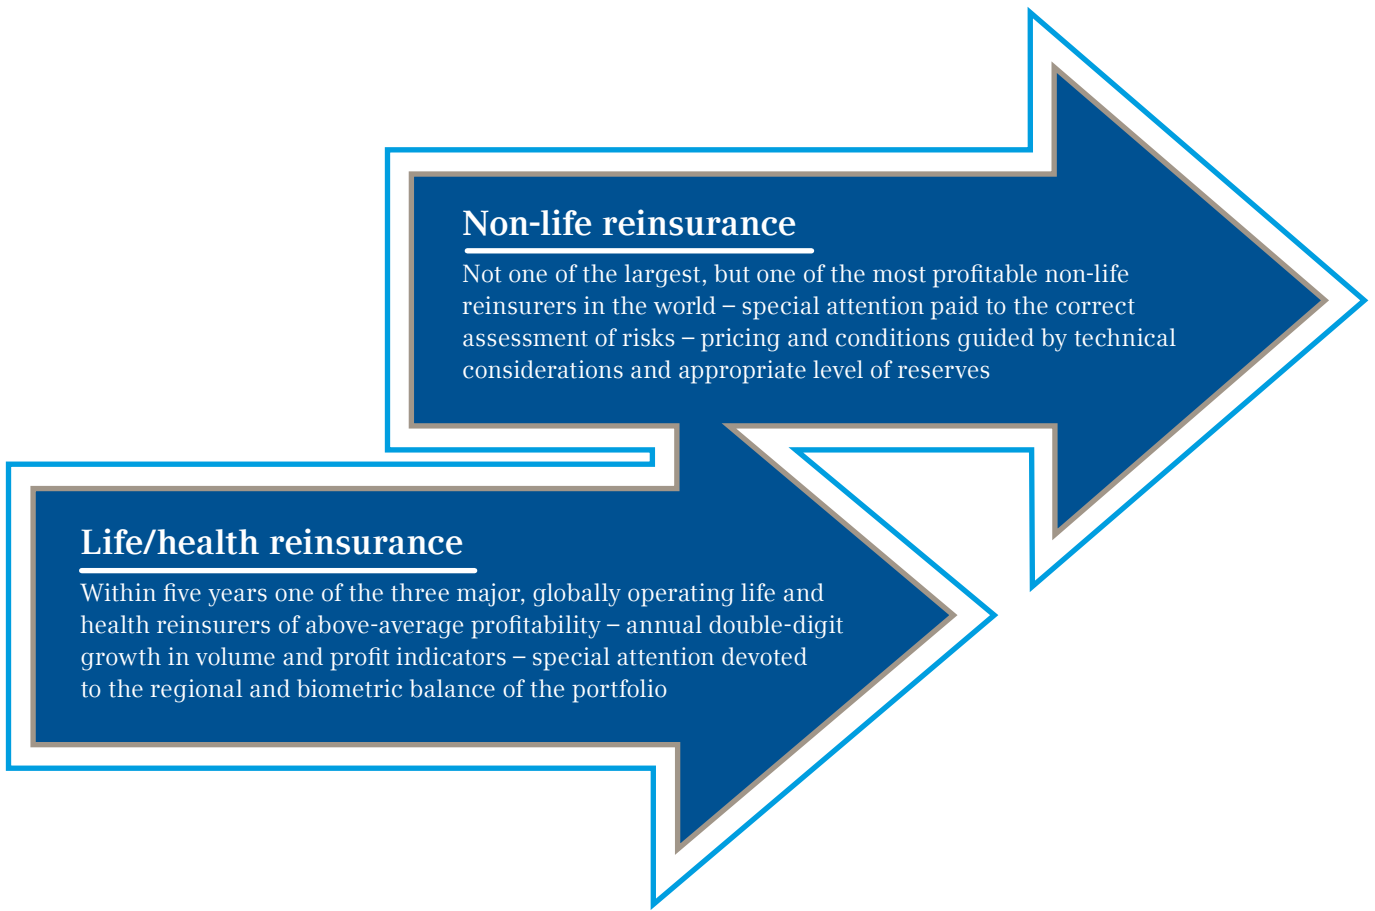 Non-life reinsurance
Not one of the largest, but one of the most profitable non-life
reinsurers in the world – special attention paid to the correct
assessment of risks – pricing and conditions guided by technical
considerations and appropriate level of reserves
Life/health reinsurance
Within five years one of the three major, globally operating life and
health reinsurers of above-average profitability – annual double-digit
growth in volume and profit indicators – special attention devoted
to the regional and biometric balance of the portfolio